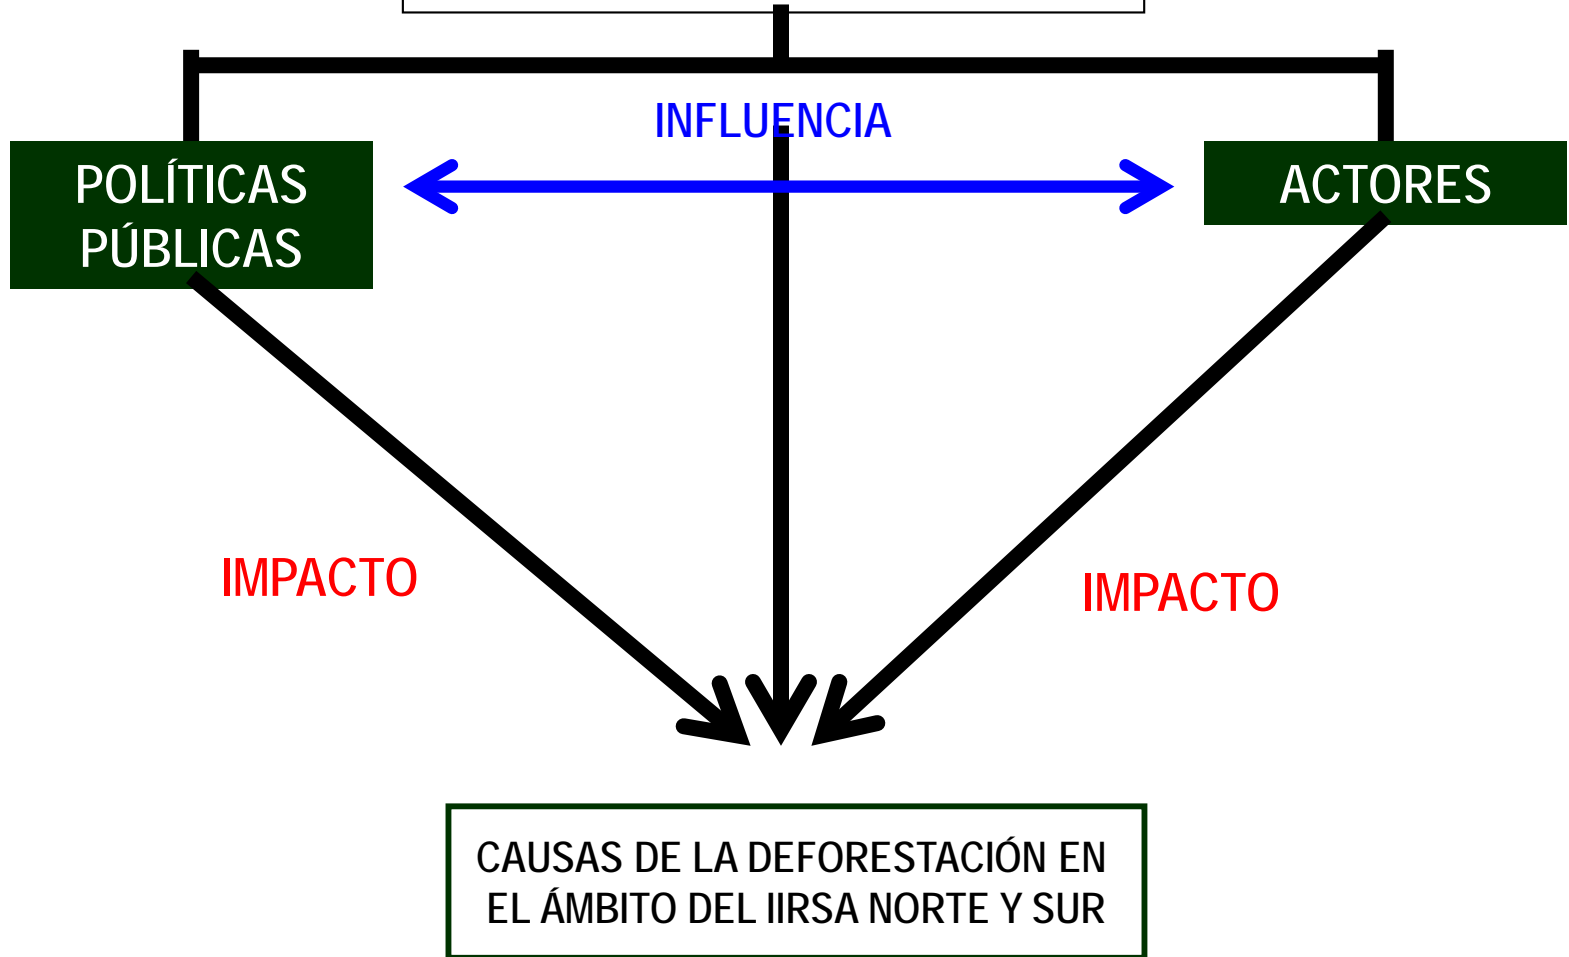 INFLUENCIA
POLÍTICAS
PÚBLICAS
ACTORES
IMPACTO
IMPACTO
CAUSAS DE LA DEFORESTACIÓN EN
EL ÁMBITO DEL IIRSA NORTE Y SUR